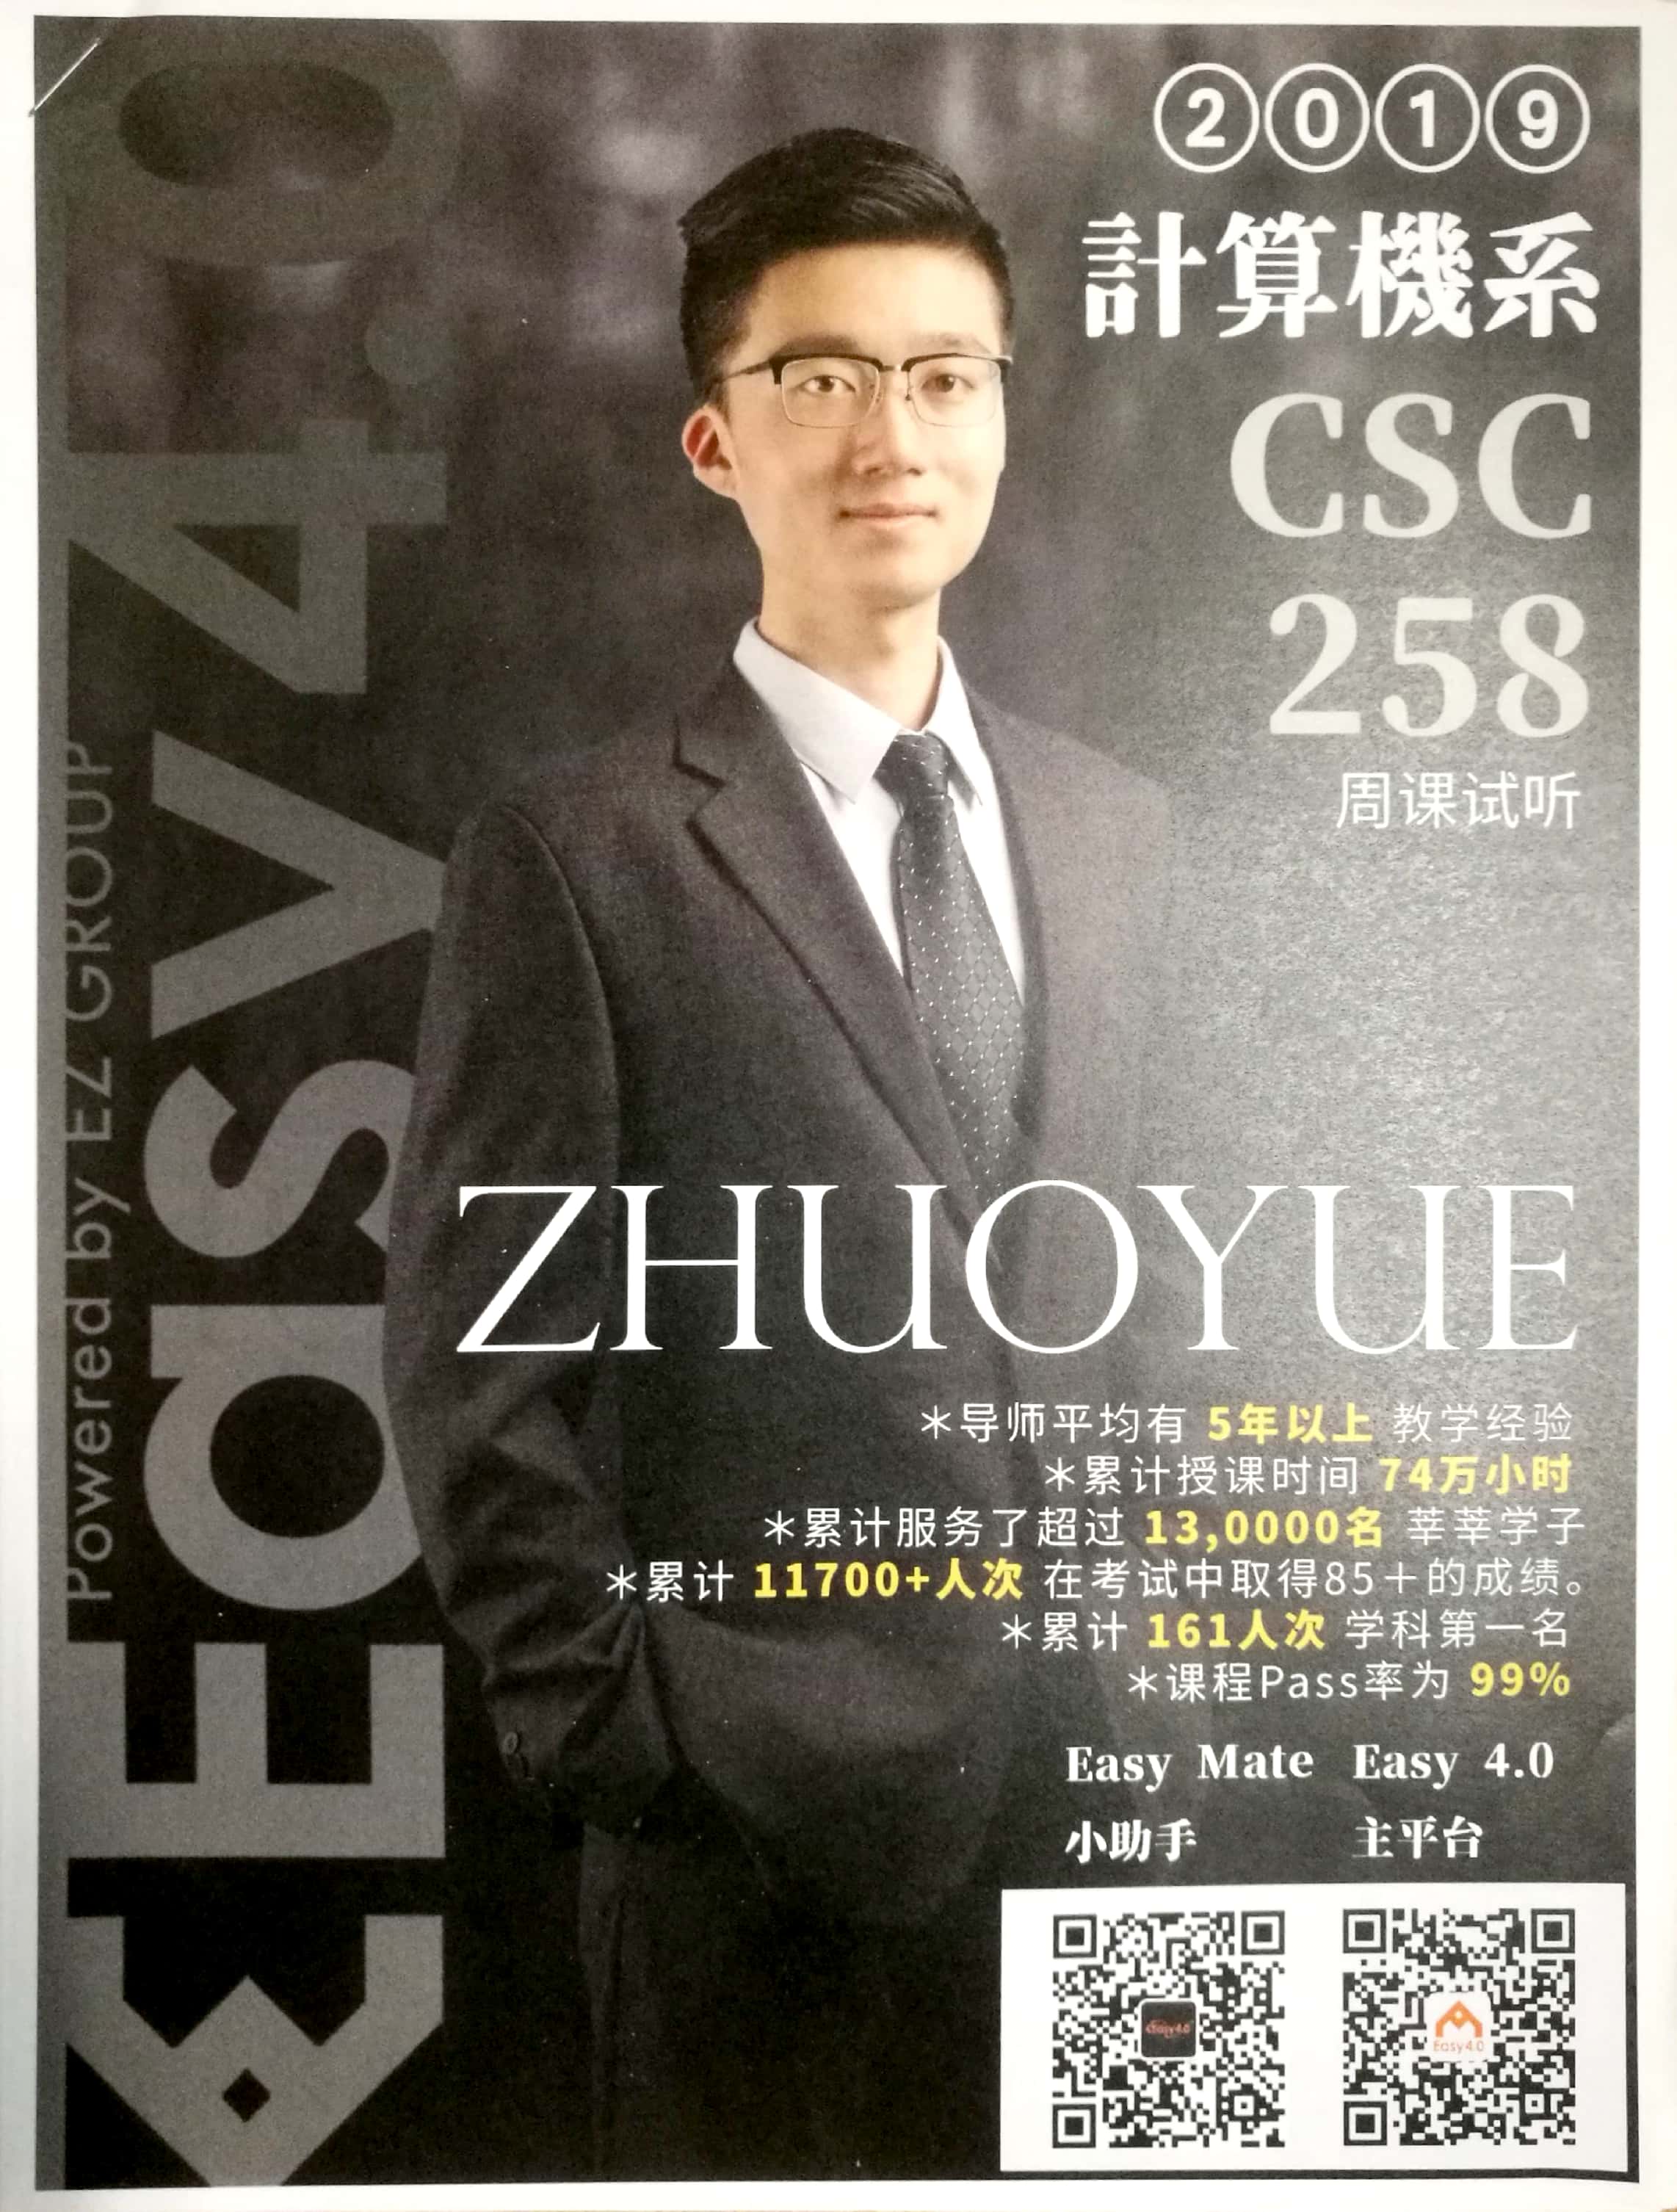 2019
計算機系
CSC
258
周课试听
Easy4.0
Powered by EZ GROUP
ZHUOYUE
*导师平均有 5年以上 教学经验
*累计授课时间 74万小时
*累计服务了超过 13,0000名 莘莘学子
*累计 11700+人次 在考试中取得85+的成绩。
*累计 161人次 学科第一名
*课程Pass率为 99%
Easy Mate Easy 4.0
小助手 主平台
Easy4.0
Easy4.0